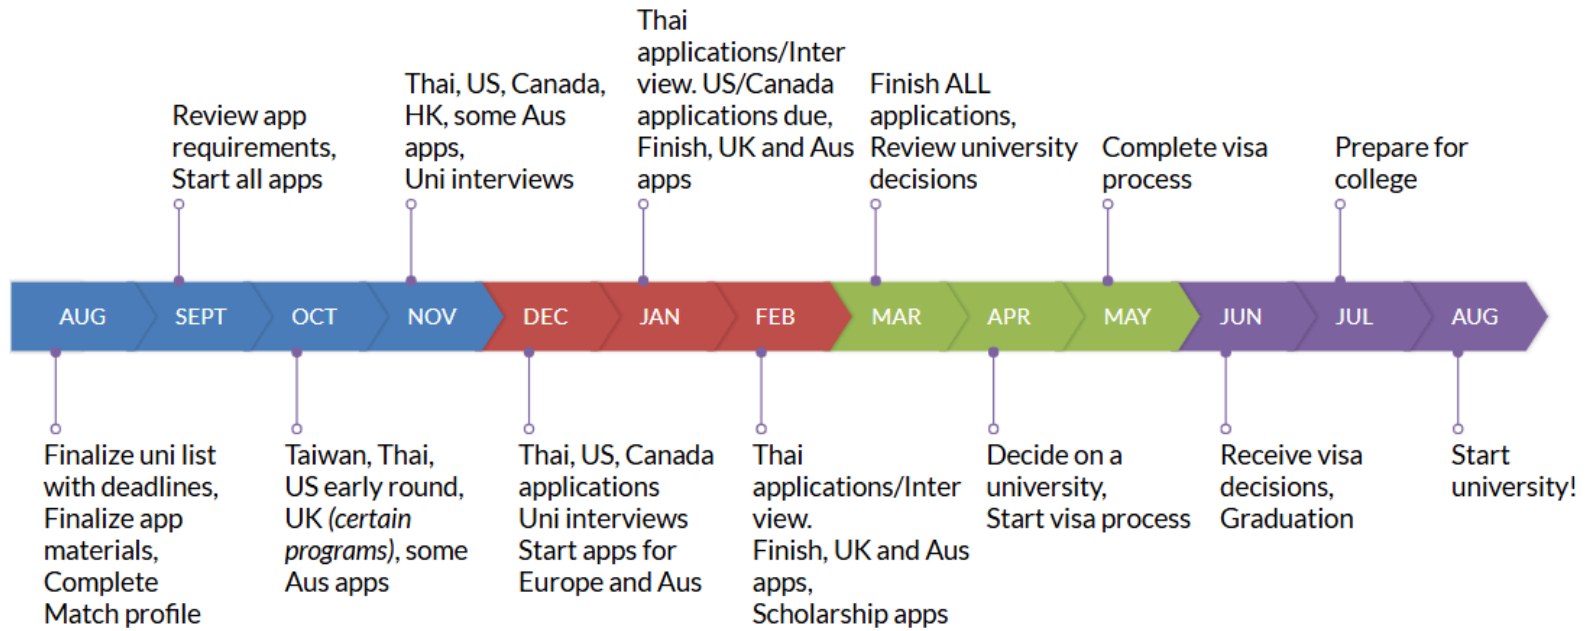 Thai
applications/Inter
view. US/Canada
applications due,
Finish, UK and Aus
apps
Thai, US, Canada,
HK, some Aus
apps,
Uni interviews
Finish ALL
applications,
Review university
decisions
Review app
requirements,
Start all apps
Complete visa
process
Prepare for
college
AUG
SEPT
OCT
NOV
DEC
JAN
FEB
MAR
APR
MAY
JUN
JUL
AUG
Finalize uni list
with deadlines,
Finalize app
materials,
Complete
Match profile
Taiwan, Thai,
US early round,
UK (certain
programs), some
Aus apps
Thai, US, Canada
applications
Uni interviews
Start apps for
Europe and Aus
Thai
applications/Inter
view.
Finish, UK and Aus
apps,
Scholarship apps
Decide on a
university,
Start visa process
Receive visa
decisions,
Graduation
Start
university!